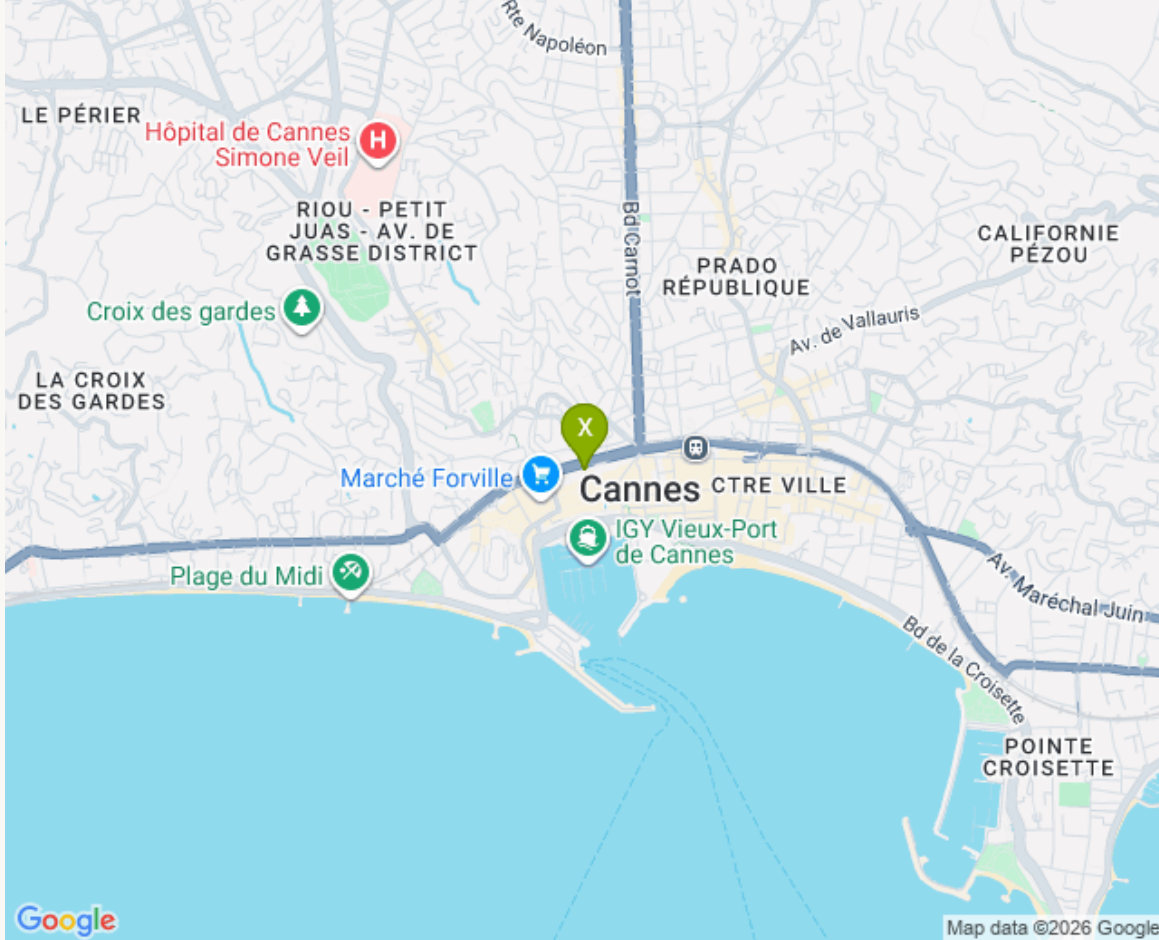 Rte Napoléon
LE PÉRIER
Hôpital de Cannes
Simone Veil
H
RIOU - PETIT
JUAS - AV. DE
GRASSE DISTRICT
Bd Carnot
CALIFORNIE
PÉZOU
PRADO
RÉPUBLIQUE
Croix des gardes
Av. de Vallauris
LA CROIX
DES GARDES
X
Marché Forville
Cannes
CTRE VILLE
IGY Vieux-Port
de Cannes
Plage du Midi
Av. Maréchal Juin
Bd de la Croisette
POINTE
CROISETTE
Google
Map data ©2026 Google